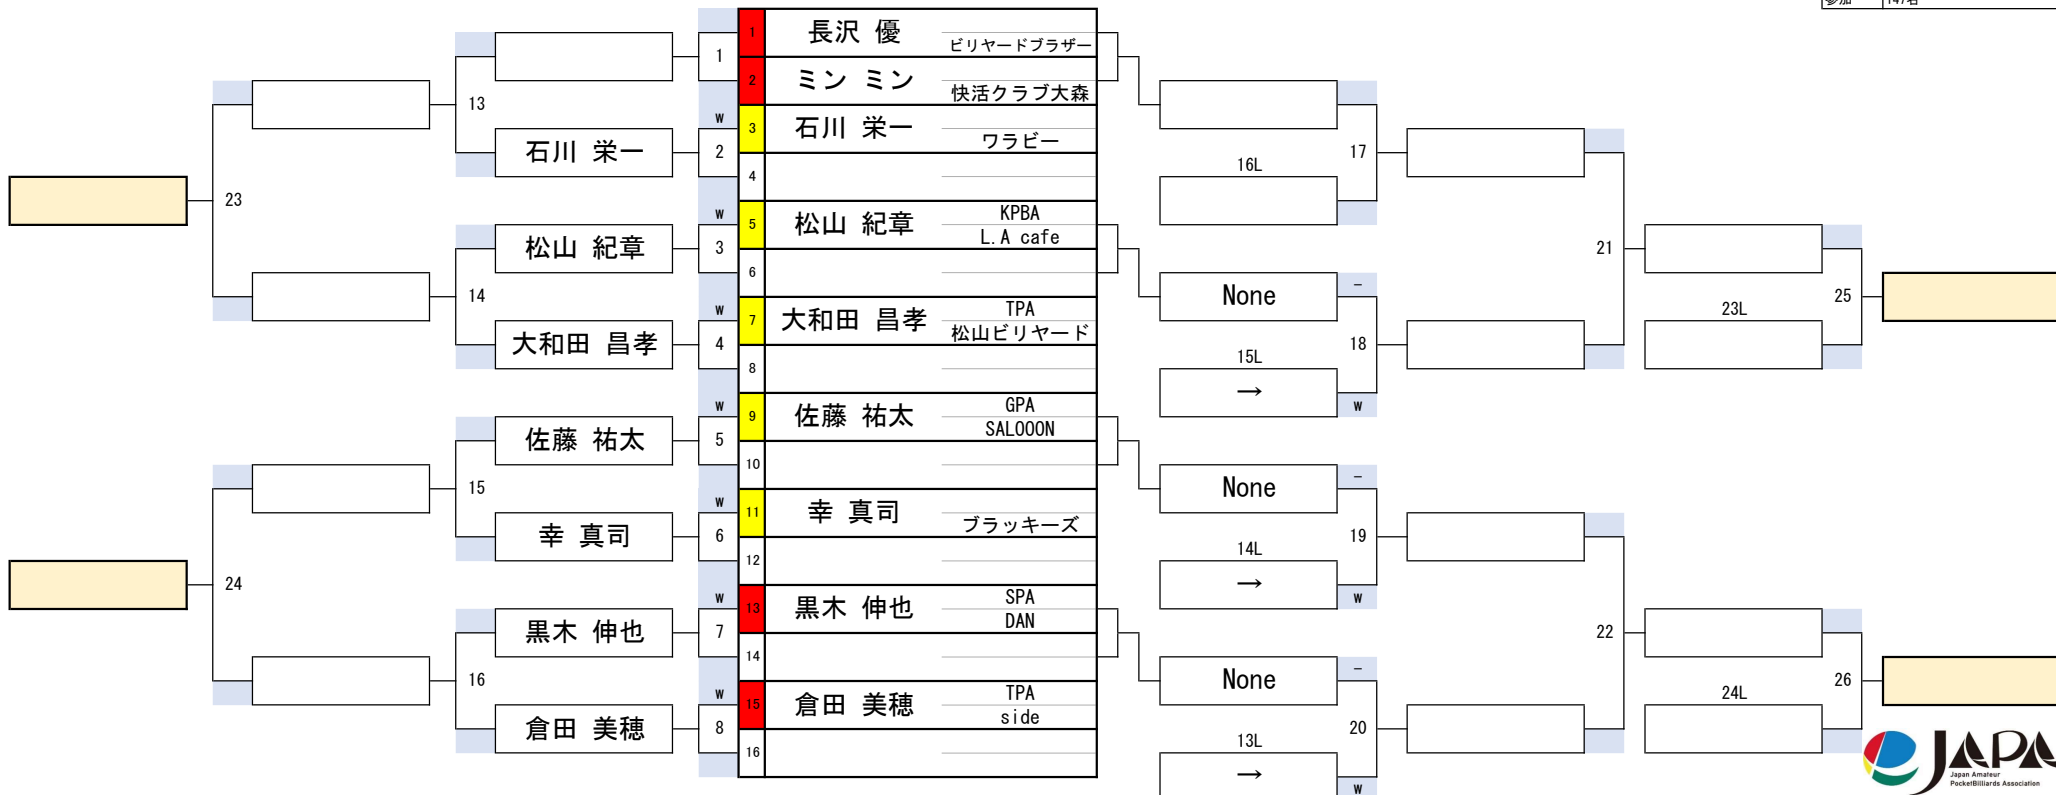 参加 147名
1 長沢 優 ビリヤードブラザー
2 ミン ミン 快活クラブ大森
3 石川 栄一 ワラビー
4
5 松山 紀章 KPBA
L.A cafe
6
7 大和田 昌孝 TPA
松山ビリヤード
8
9 佐藤 祐太 GPA
SALOOON
10
11 幸 真司 ブラッキーズ
12
13 黒木 伸也 SPA
DAN
14
15 倉田 美穂 TPA
side
16
1
W
石川 栄一 2
W
松山 紀章 3
W
大和田 昌孝 4
W
佐藤 祐太 5
W
幸 真司 6
W
黒木 伸也 7
W
倉田 美穂 8
13
14
15
16
23
24
16L
17
None -
15L
18
→ W
None -
14L
19
→ W
None -
13L
20
→ W
21
22
23L
25
24L
26
JAPA
Japan Amateur
PocketBilliards Association